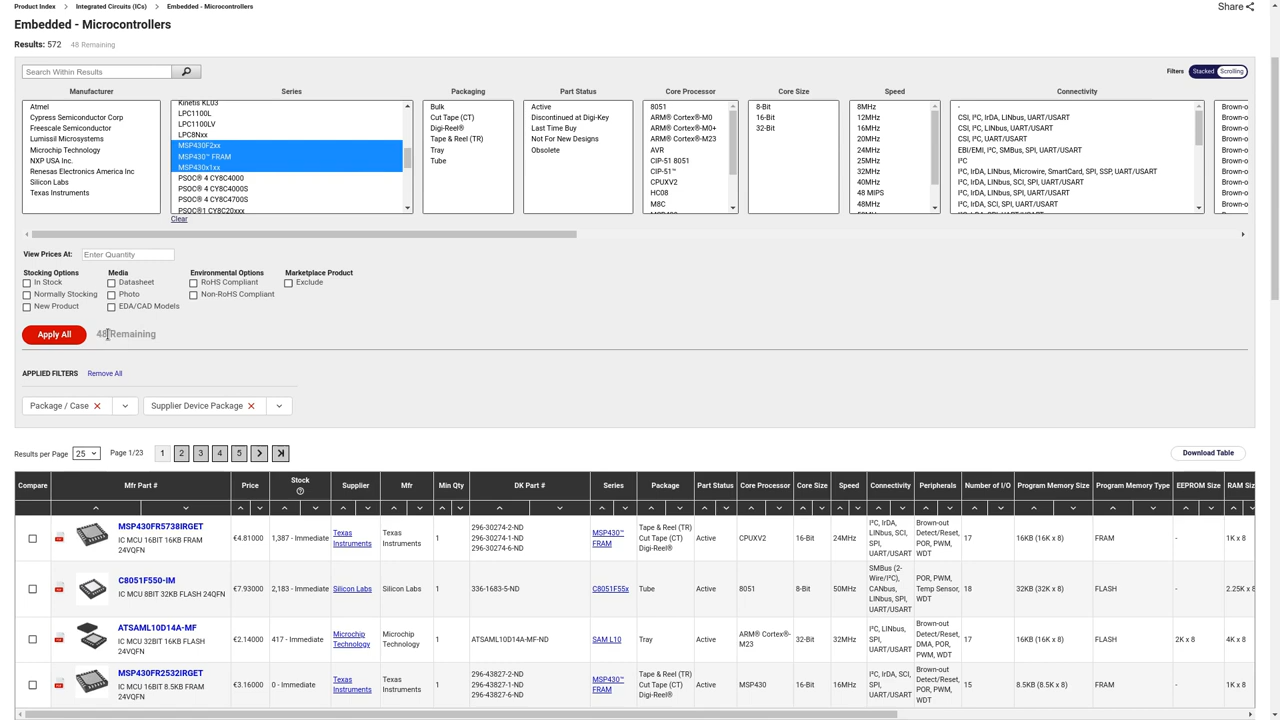 Product Index > Integrated Circuits (ICs) > Embedded - Microcontrollers
Share
Embedded - Microcontrollers
Results: 572 48 Remaining
Search Within Results
Filters Stacked Scrolling
Manufacturer
Atmel
Cypress Semiconductor Corp
Freescale Semiconductor
Lumissil Microsystems
Microchip Technology
NXP USA Inc.
Renesas Electronics America Inc
Silicon Labs
Texas Instruments
Series
Kinetis KL03
LPC1100L
LPC1100LV
LPC8Nxx
MSP430F2xx
MSP430™ FRAM
MSP430x1xx
PSOC® 4 CY8C4000
PSOC® 4 CY8C4000S
PSOC® 4 CY8C4700S
PSOC®1 CY8C20xxx
Clear
Packaging
Bulk
Cut Tape (CT)
Digi-Reel®
Tape & Reel (TR)
Tray
Tube
Part Status
Active
Discontinued at Digi-Key
Last Time Buy
Not For New Designs
Obsolete
Core Processor
8051
ARM® Cortex®-M0
ARM® Cortex®-M0+
ARM® Cortex®-M23
AVR
CIP-51 8051
CIP-51™
CPUXV2
HC08
M8C
Core Size
8-Bit
16-Bit
32-Bit
Speed
8MHz
12MHz
16MHz
20MHz
24MHz
25MHz
32MHz
40MHz
48 MIPS
48MHz
Connectivity
-
CSI, I²C, IrDA, LINbus, SPI, UART/USART
CSI, I²C, LINbus, SPI, UART/USART
CSI, I²C, UART/USART
EBI/EMI, I²C, SMBus, SPI, UART/USART
I²C
I²C, IrDA, LINbus, Microwire, SmartCard, SPI, SSP, UART/USART
I²C, IrDA, LINbus, SCI, SPI, UART/USART
I²C, IrDA, LINbus, SPI, UART/USART
I²C, IrDA, SCI, SPI, UART/USART
Brown-o
Brown-o
Brown-o
Brown-o
Brown-o
Brown-o
Brown-o
Brown-o
Brown-o
View Prices At: Enter Quantity
Stocking Options
In Stock
Normally Stocking
New Product
Media
Datasheet
Photo
EDA/CAD Models
Environmental Options
RoHS Compliant
Non-RoHS Compliant
Marketplace Product
Exclude
Apply All 48 Remaining
APPLIED FILTERS Remove All
Package / Case Supplier Device Package
Results per Page 25 Page 1/23 1 2 3 4 5
Download Table
Compare Mfr Part # Price Stock Supplier Mfr Min Qty DK Part # Series Package Part Status Core Processor Core Size Speed Connectivity Peripherals Number of I/O Program Memory Size Program Memory Type EEPROM Size RAM Siz
MSP430FR5738IRGET
IC MCU 16BIT 16KB FRAM
24VQFN
€4.81000
1,387 - Immediate
Texas
Instruments
Texas
Instruments
1
296-30274-2-ND
296-30274-1-ND
296-30274-6-ND
MSP430™
FRAM
Tape & Reel (TR)
Cut Tape (CT)
Digi-Reel®
Active
CPUXV2
16-Bit
24MHz
I²C, IrDA,
LINbus, SCI,
SPI,
UART/USART
Brown-out
Detect/Reset,
POR, PWM,
WDT
17
16KB (16K x 8)
FRAM
-
1K x 8
C8051F550-IM
IC MCU 8BIT 32KB FLASH 24QFN
€7.93000
2,183 - Immediate
Silicon Labs
Silicon Labs
1
336-1683-5-ND
C8051F55x
Tube
Active
8051
8-Bit
50MHz
SMBus (2-
Wire/I²C),
CANbus,
LINbus, SPI,
UART/USART
POR, PWM,
Temp Sensor,
WDT
18
32KB (32K x 8)
FLASH
-
2.25K x 8
ATSAML10D14A-MF
IC MCU 32BIT 16KB FLASH
24VQFN
€2.14000
417 - Immediate
Microchip
Technology
Microchip
Technology
1
ATSAML10D14A-MF-ND
SAM L10
Tray
Active
ARM® Cortex®-
M23
32-Bit
32MHz
I²C, LINbus,
SPI,
UART/USART
Brown-out
Detect/Reset,
DMA, POR,
PWM, WDT
17
16KB (16K x 8)
FLASH
2K x 8
4K x 8
MSP430FR2532IRGET
IC MCU 16BIT 8.5KB FRAM
24VQFN
€3.16000
0 - Immediate
Texas
Instruments
Texas
Instruments
1
296-43827-2-ND
296-43827-1-ND
296-43827-6-ND
MSP430™
FRAM
Tape & Reel (TR)
Cut Tape (CT)
Digi-Reel®
Active
MSP430
16-Bit
16MHz
I²C, IrDA,
LINbus, SCI,
SPI,
UART/USART
Brown-out
Detect/Reset,
POR, PWM,
WDT
15
8.5KB (8.5K x 8)
FRAM
-
1K x 8